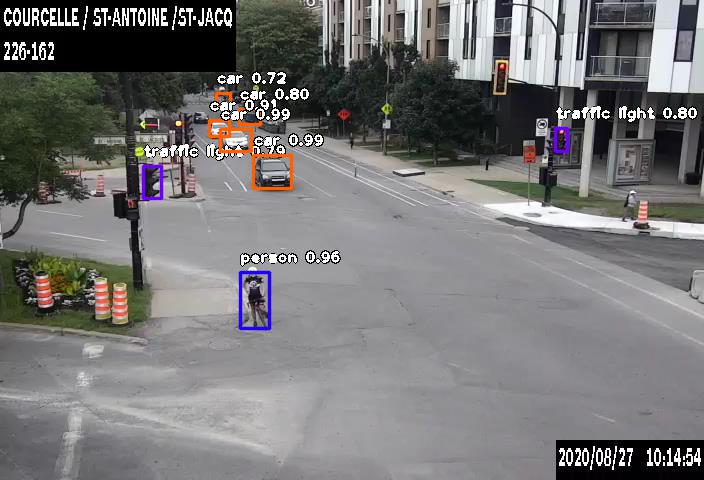 COURCELLE / ST-ANTOINE /ST-JACQ
226-162
car 0.72
car 0.80
car 0.91
car 0.99
car 0.99
traffic light 0.80
traffic light 0.79
person 0.96
2020/08/27 10:14:54